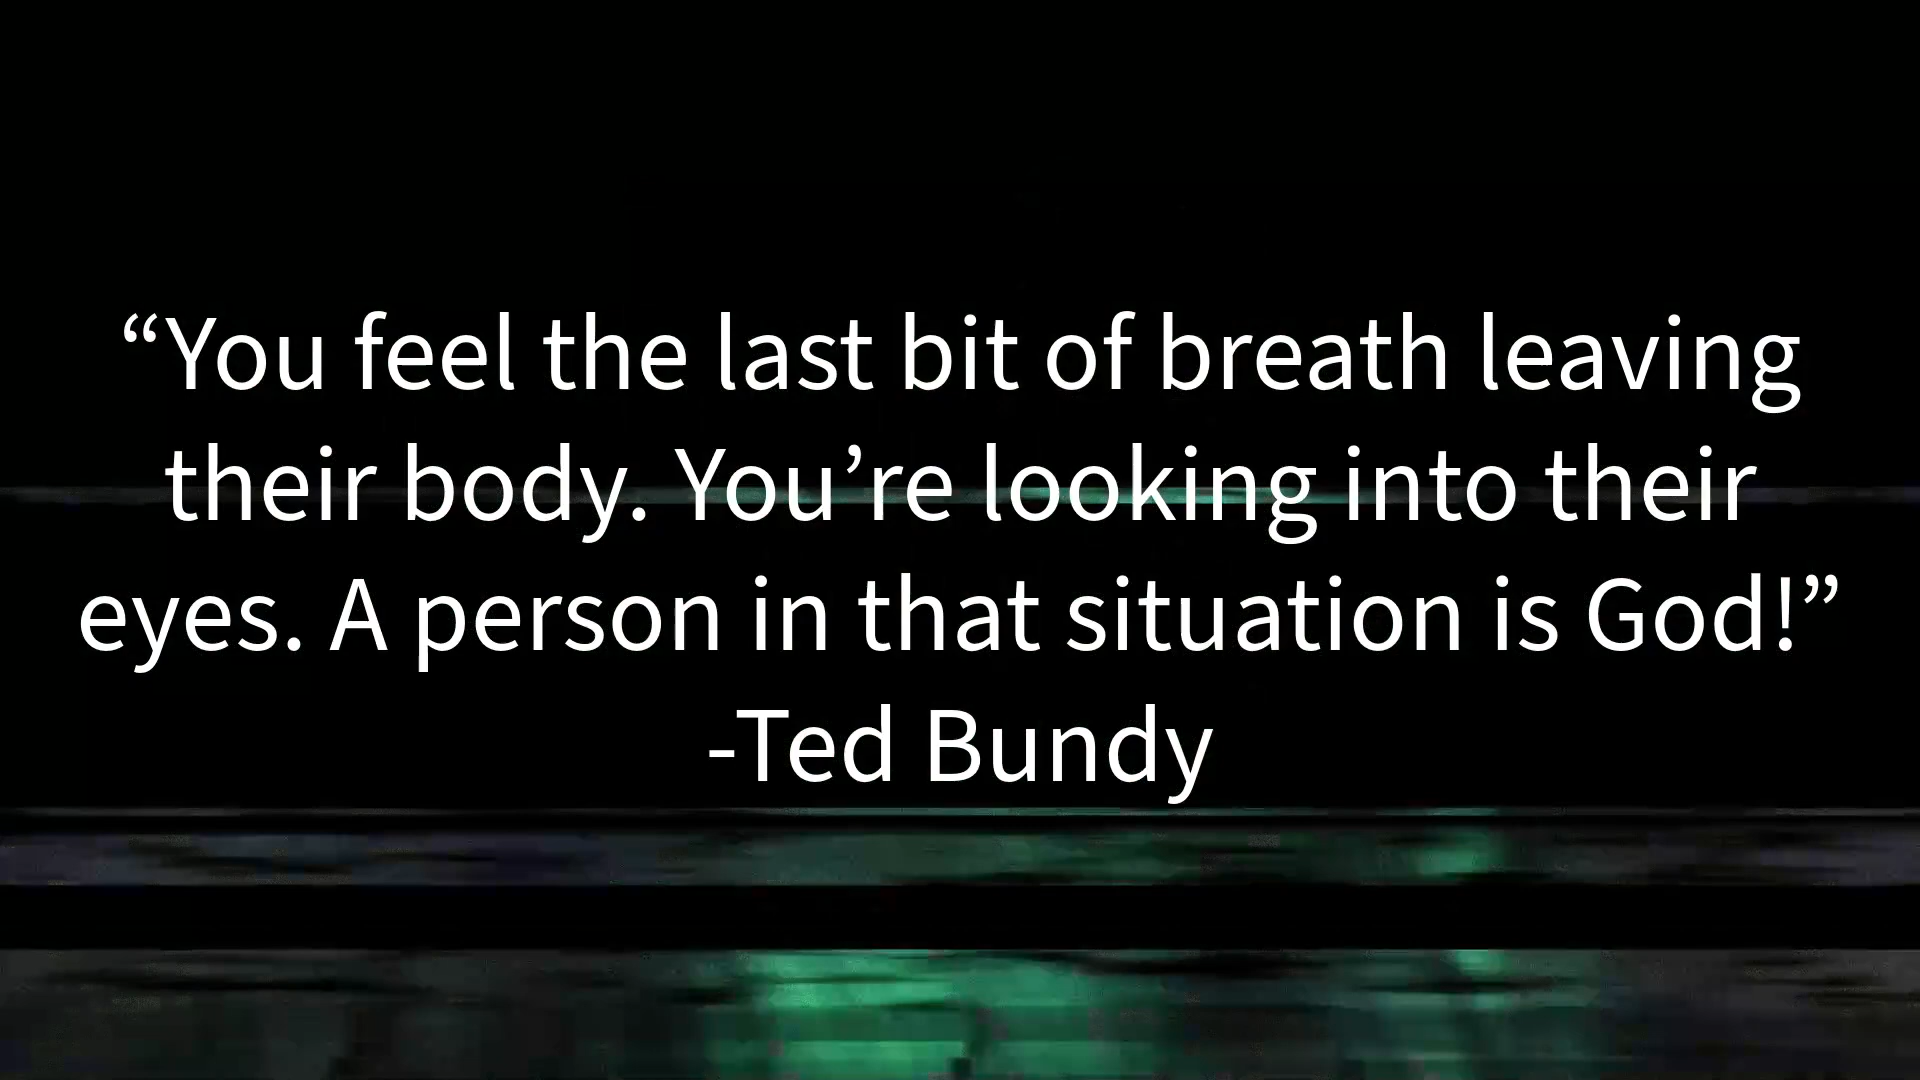 “You feel the last bit of breath leaving
their body. You’re looking into their
eyes. A person in that situation is God!”
-Ted Bundy